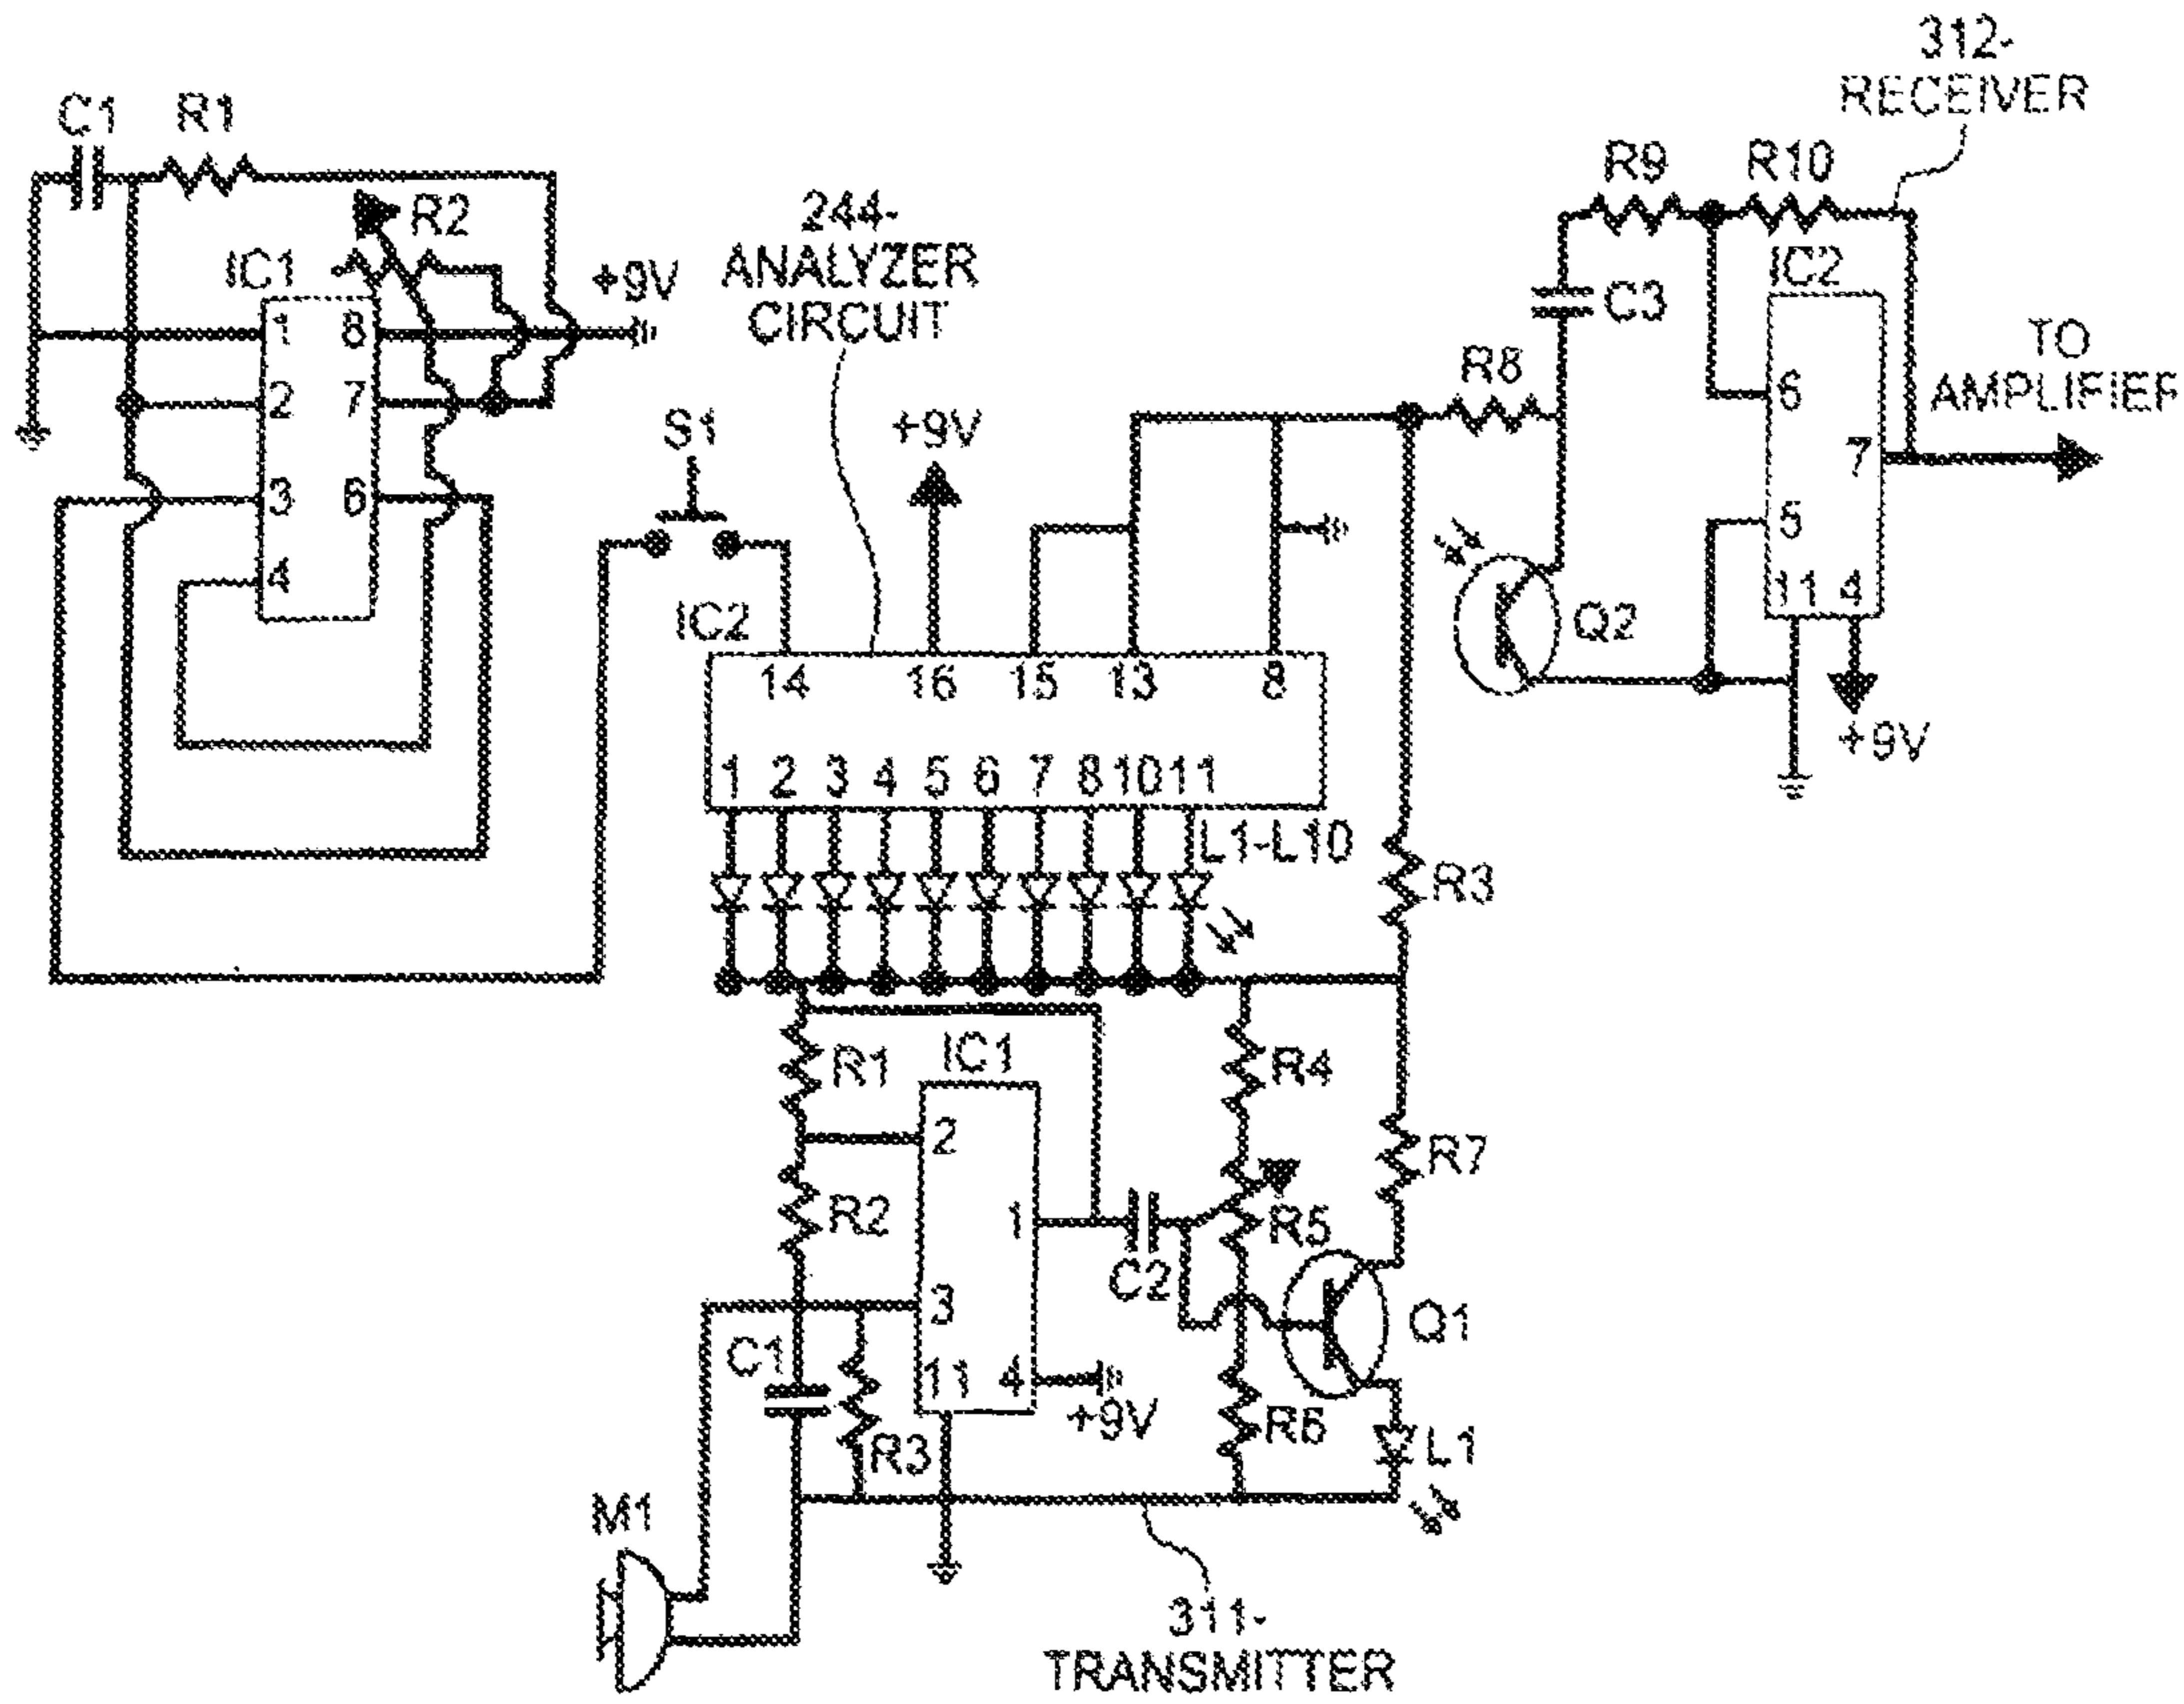 312-
RECEIVER
C1 R1
R9 R10
R2
244-
ANALYZER
CIRCUIT
IC1
+9V
IC2
C3
1 8
TO
AMPLIFIER
R8
2 7
S1
+9V
6
7
3 6
5
4
11 4
IC2
Q2
14 16 15 13 8
+9V
1 2 3 4 5 6 7 8 10 11
L1-L10
R3
IC1
R1
R4
2
R7
R2
1
R5
C2
3
Q1
C1
11 4
+9V
R6
R3
L1
M1
311-
TRANSMITTER